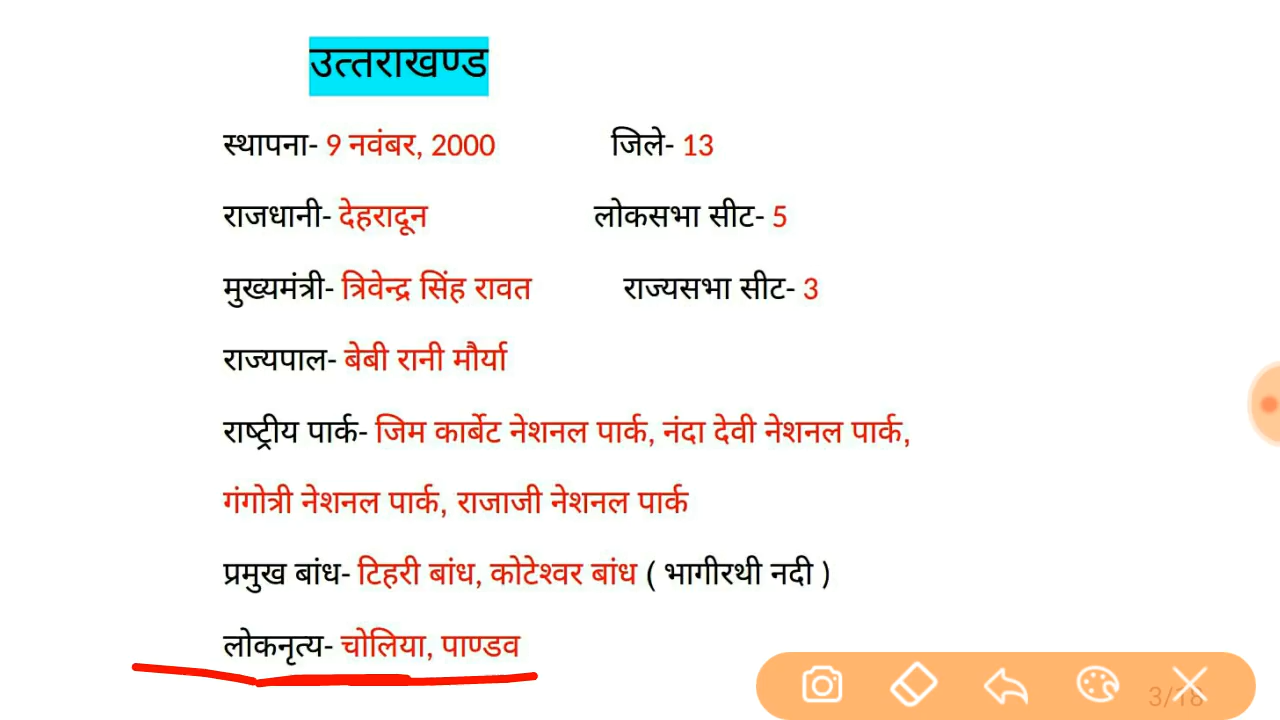 उत्तराखण्ड
स्थापना- 9 नवंबर, 2000 जिले- 13
राजधानी- देहरादून लोकसभा सीट- 5
मुख्यमंत्री- त्रिवेन्द्र सिंह रावत राज्यसभा सीट- 3
राज्यपाल- बेबी रानी मौर्या
राष्ट्रीय पार्क- जिम कार्बेट नेशनल पार्क, नंदा देवी नेशनल पार्क,
गंगोत्री नेशनल पार्क, राजाजी नेशनल पार्क
प्रमुख बांध- टिहरी बांध, कोटेश्वर बांध ( भागीरथी नदी )
लोकनृत्य- चोलिया, पाण्डव
3/18